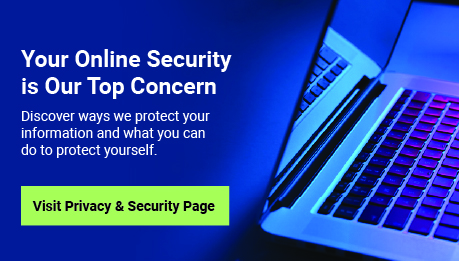 Your Online Security
is Our Top Concern
Discover ways we protect your
information and what you can
do to protect yourself.
Visit Privacy & Security Page